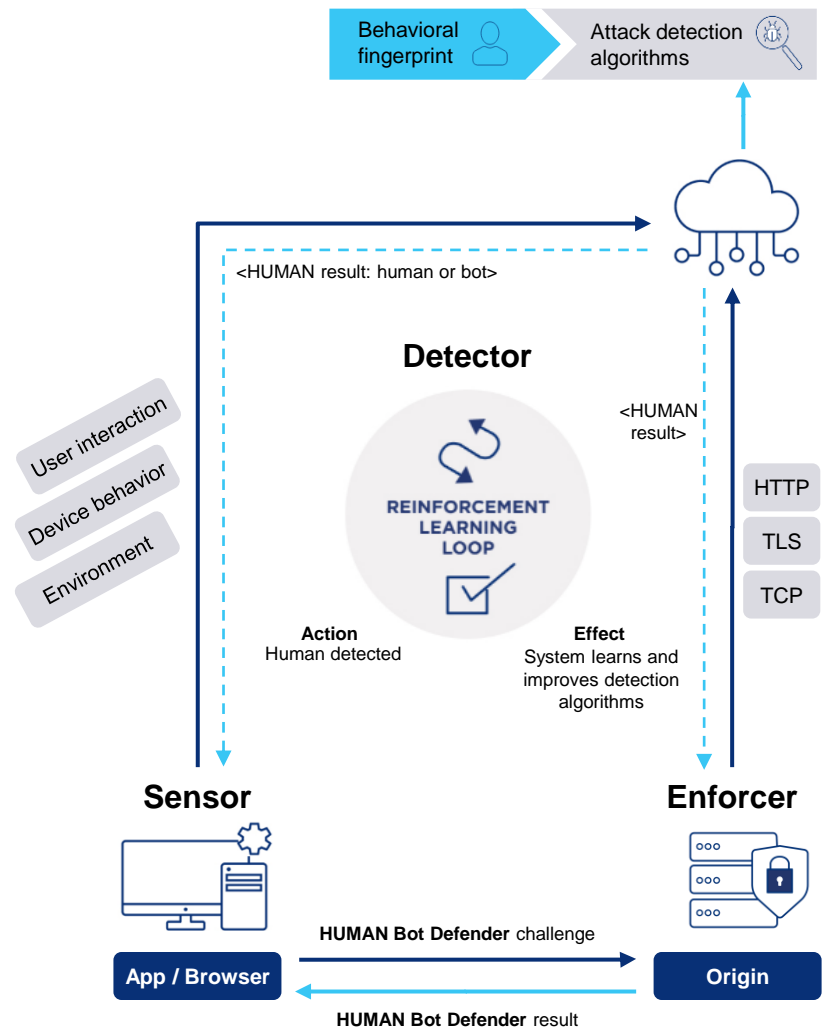 Behavioral
fingerprint
Attack detection
algorithms
<HUMAN result: human or bot>
Detector
<HUMAN
result>
User interaction
Device behavior
Environment
REINFORCEMENT
LEARNING
LOOP
HTTP
TLS
TCP
Action
Human detected
Effect
System learns and
improves detection
algorithms
Sensor
Enforcer
HUMAN Bot Defender challenge
App / Browser
Origin
HUMAN Bot Defender result